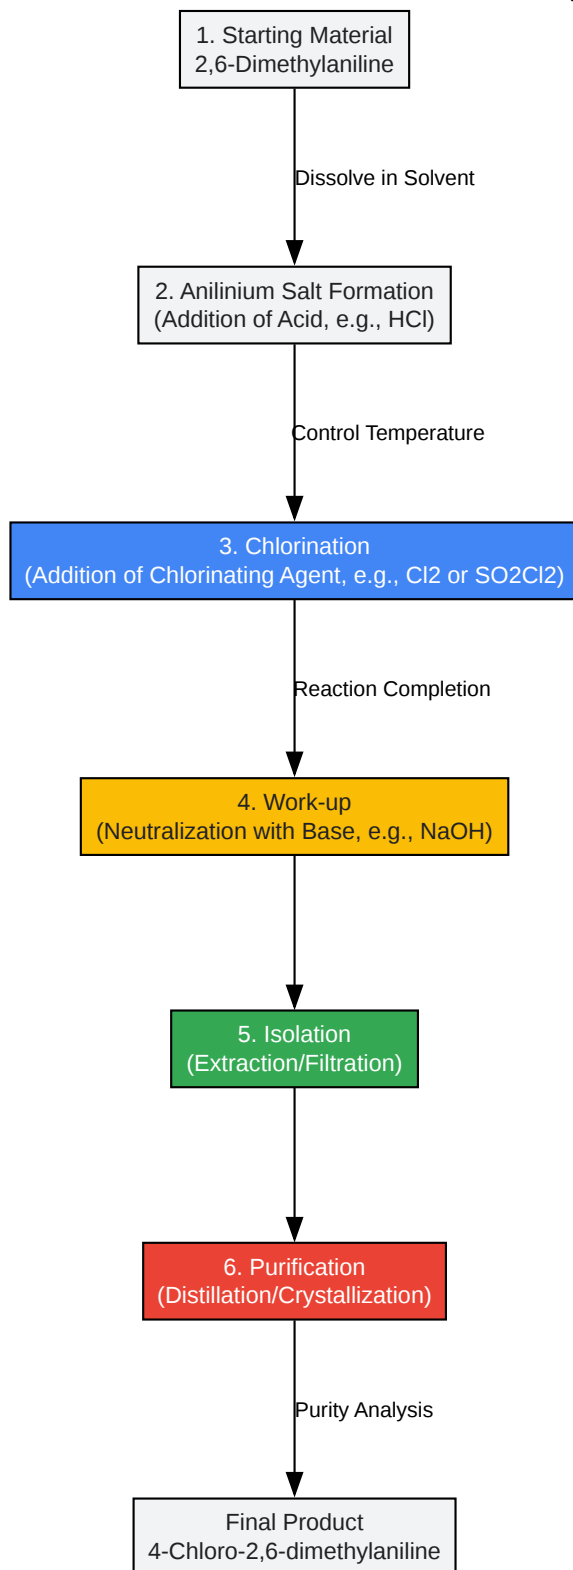 1. Starting Material
2,6-Dimethylaniline
Dissolve in Solvent
2. Anilinium Salt Formation
(Addition of Acid, e.g., HCl)
Control Temperature
3. Chlorination
(Addition of Chlorinating Agent, e.g., Cl2 or SO2Cl2)
Reaction Completion
4. Work-up
(Neutralization with Base, e.g., NaOH)
5. Isolation
(Extraction/Filtration)
6. Purification
(Distillation/Crystallization)
Purity Analysis
Final Product
4-Chloro-2,6-dimethylaniline